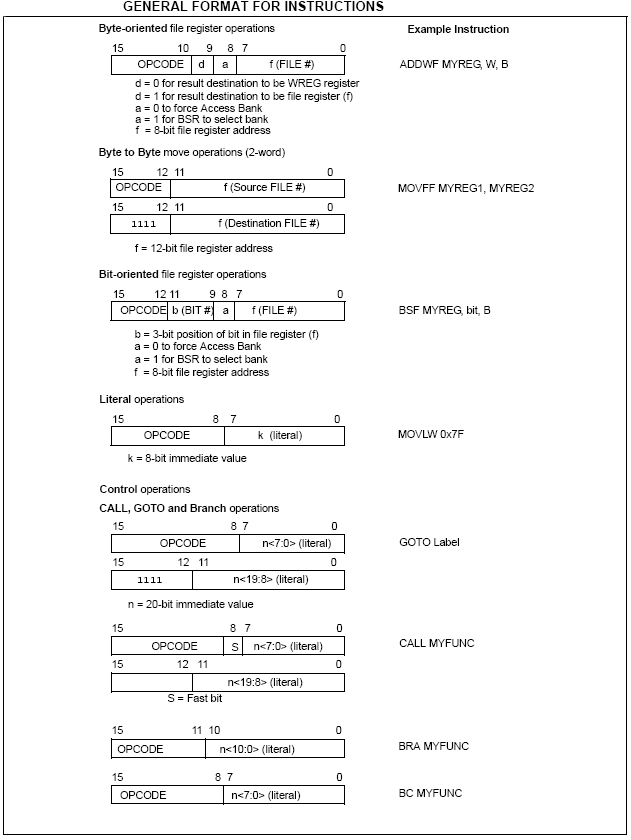 GENERAL FORMAT FOR INSTRUCTIONS
Byte-oriented file register operations Example Instruction
15 10 9 8 7 0
OPCODE d a f (FILE #) ADDWF MYREG, W, B
d = 0 for result destination to be WREG register
d = 1 for result destination to be file register (f)
a = 0 to force Access Bank
a = 1 for BSR to select bank
f = 8-bit file register address
Byte to Byte move operations (2-word)
15 12 11 0
OPCODE f (Source FILE #) MOVFF MYREG1, MYREG2
15 12 11 0
1111 f (Destination FILE #)
f = 12-bit file register address
Bit-oriented file register operations
15 12 11 9 8 7 0
OPCODE b (BIT #) a f (FILE #) BSF MYREG, bit, B
b = 3-bit position of bit in file register (f)
a = 0 to force Access Bank
a = 1 for BSR to select bank
f = 8-bit file register address
Literal operations
15 8 7 0
OPCODE k (literal) MOVLW 0x7F
k = 8-bit immediate value
Control operations
CALL, GOTO and Branch operations
15 8 7 0
OPCODE n<7:0> (literal) GOTO Label
15 12 11 0
1111 n<19:8> (literal)
n = 20-bit immediate value
15 8 7 0
OPCODE S n<7:0> (literal) CALL MYFUNC
15 12 11 0
n<19:8> (literal)
S = Fast bit
15 11 10 0
OPCODE n<10:0> (literal) BRA MYFUNC
15 8 7 0
OPCODE n<7:0> (literal) BC MYFUNC